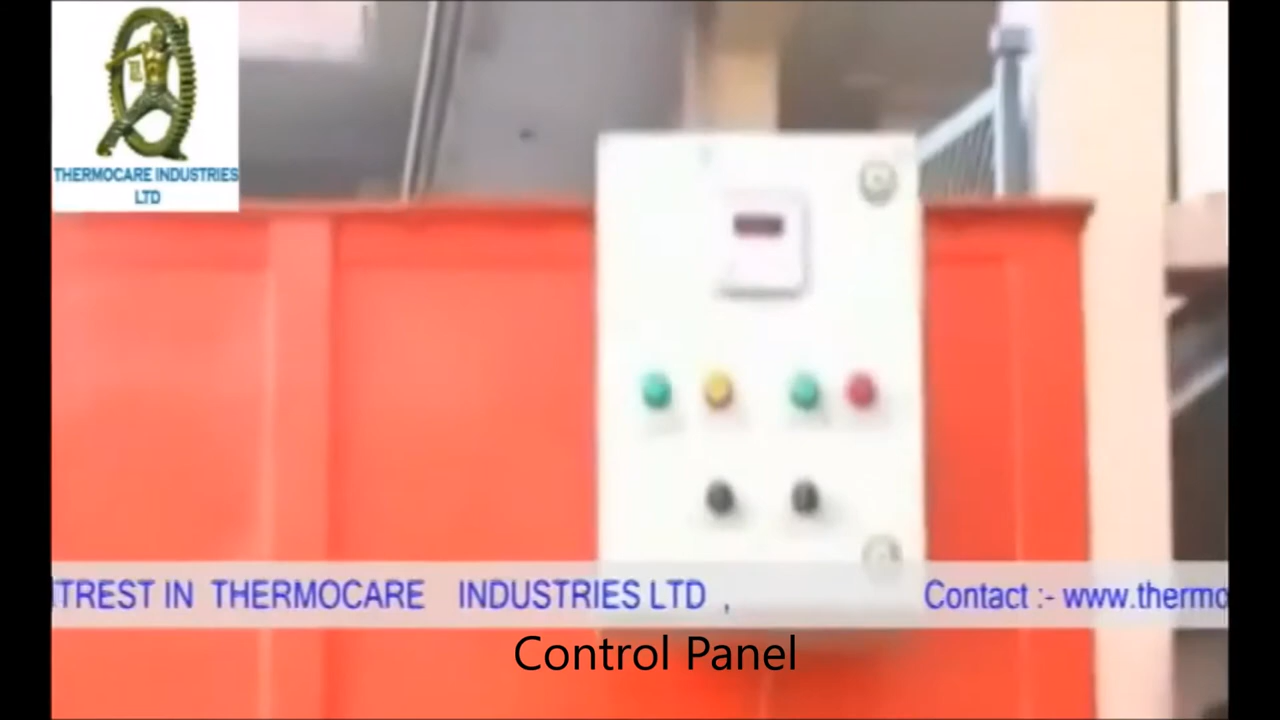 THERMOCARE INDUSTRIES
LTD
ITREST IN THERMOCARE INDUSTRIES LTD , Contact :- www.thermo
Control Panel